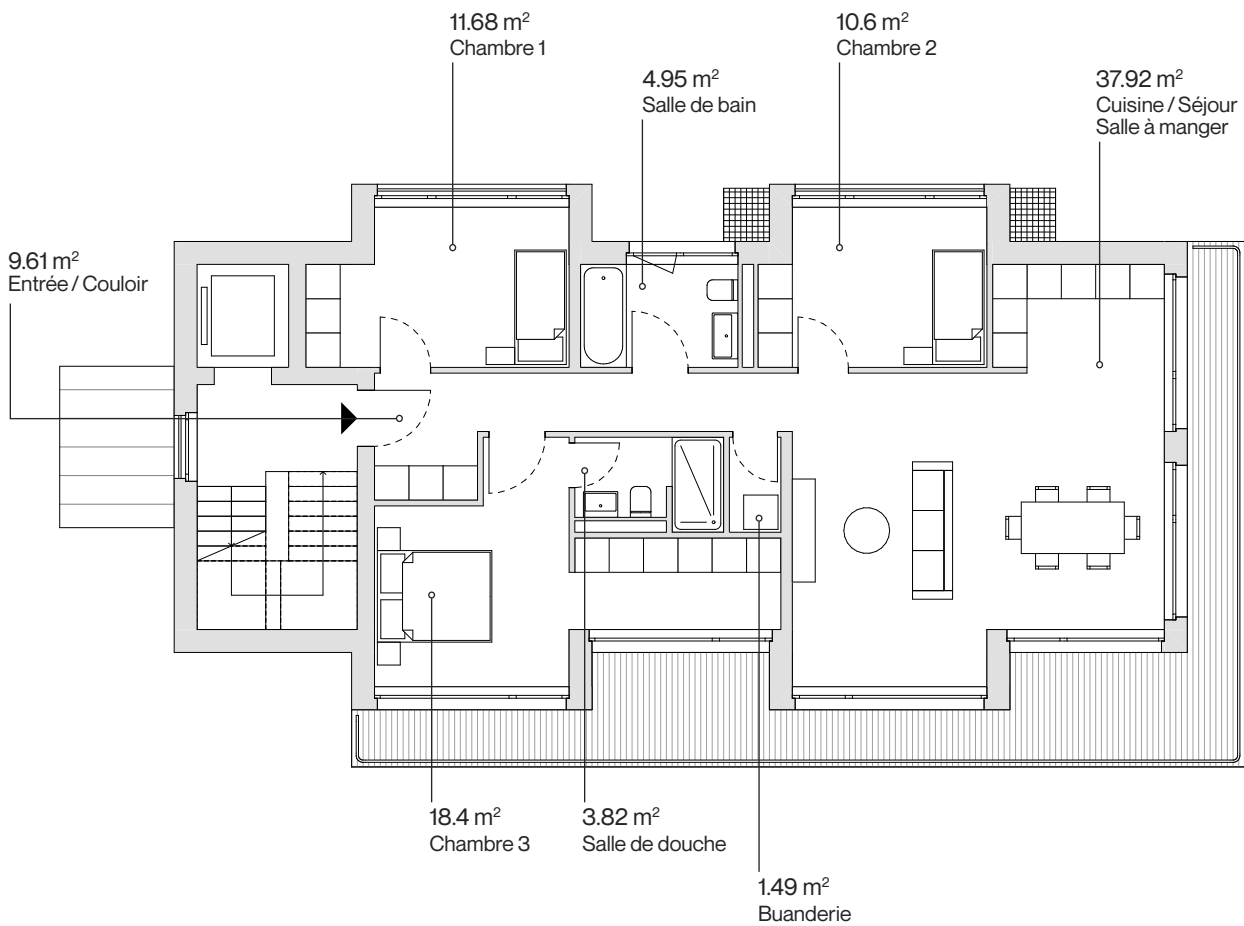 11.68 m²
Chambre 1
10.6 m²
Chambre 2
4.95 m²
Salle de bain
37.92 m²
Cuisine / Séjour
Salle à manger
9.61 m²
Entrée / Couloir
18.4 m²
Chambre 3
3.82 m²
Salle de douche
1.49 m²
Buanderie